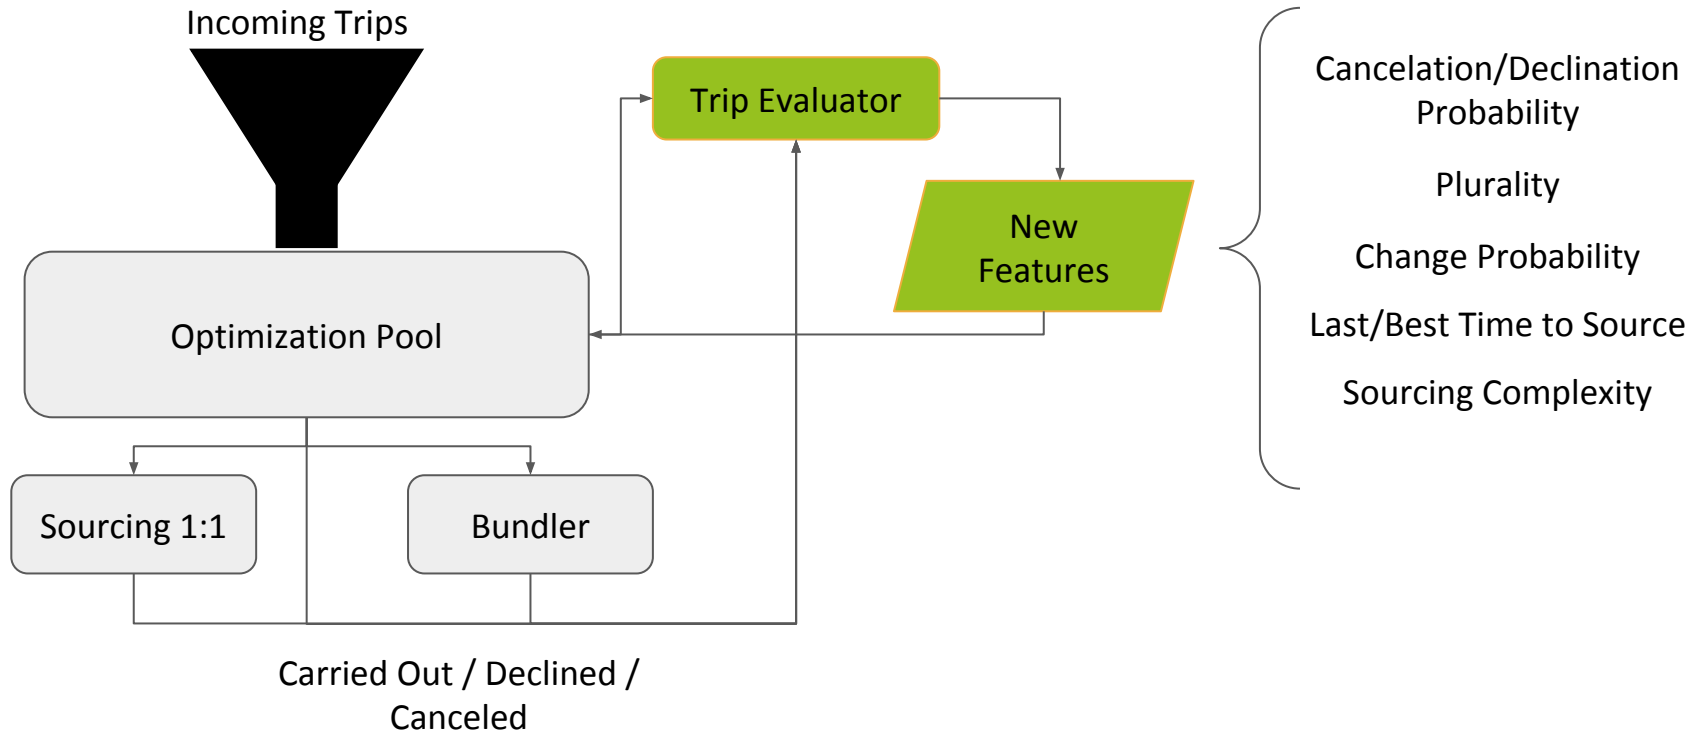 Incoming Trips
Trip Evaluator
New
Features
Cancelation/Declination
Probability
Plurality
Change Probability
Last/Best Time to Source
Sourcing Complexity
Optimization Pool
Sourcing 1:1
Bundler
Carried Out / Declined /
Canceled